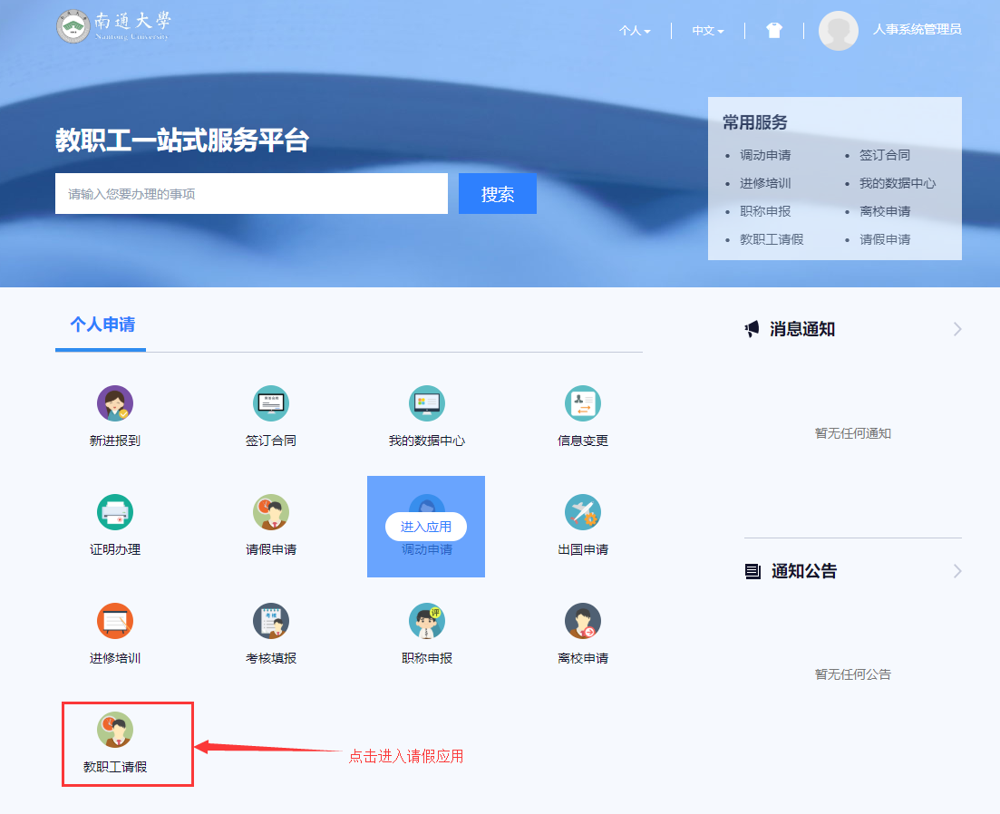 南通大學
Nantong University
个人
中文
人事系统管理员
教职工一站式服务平台
请输入您要办理的事项
搜索
常用服务
调动申请
签订合同
进修培训
我的数据中心
职称申报
离校申请
教职工请假
请假申请
个人申请
新进报到
签订合同
我的数据中心
信息变更
证明办理
请假申请
进入应用
调动申请
出国申请
进修培训
考核
考核填报
评
职称申报
离校申请
教职工请假
点击进入请假应用
消息通知
暂无任何通知
通知公告
暂无任何公告